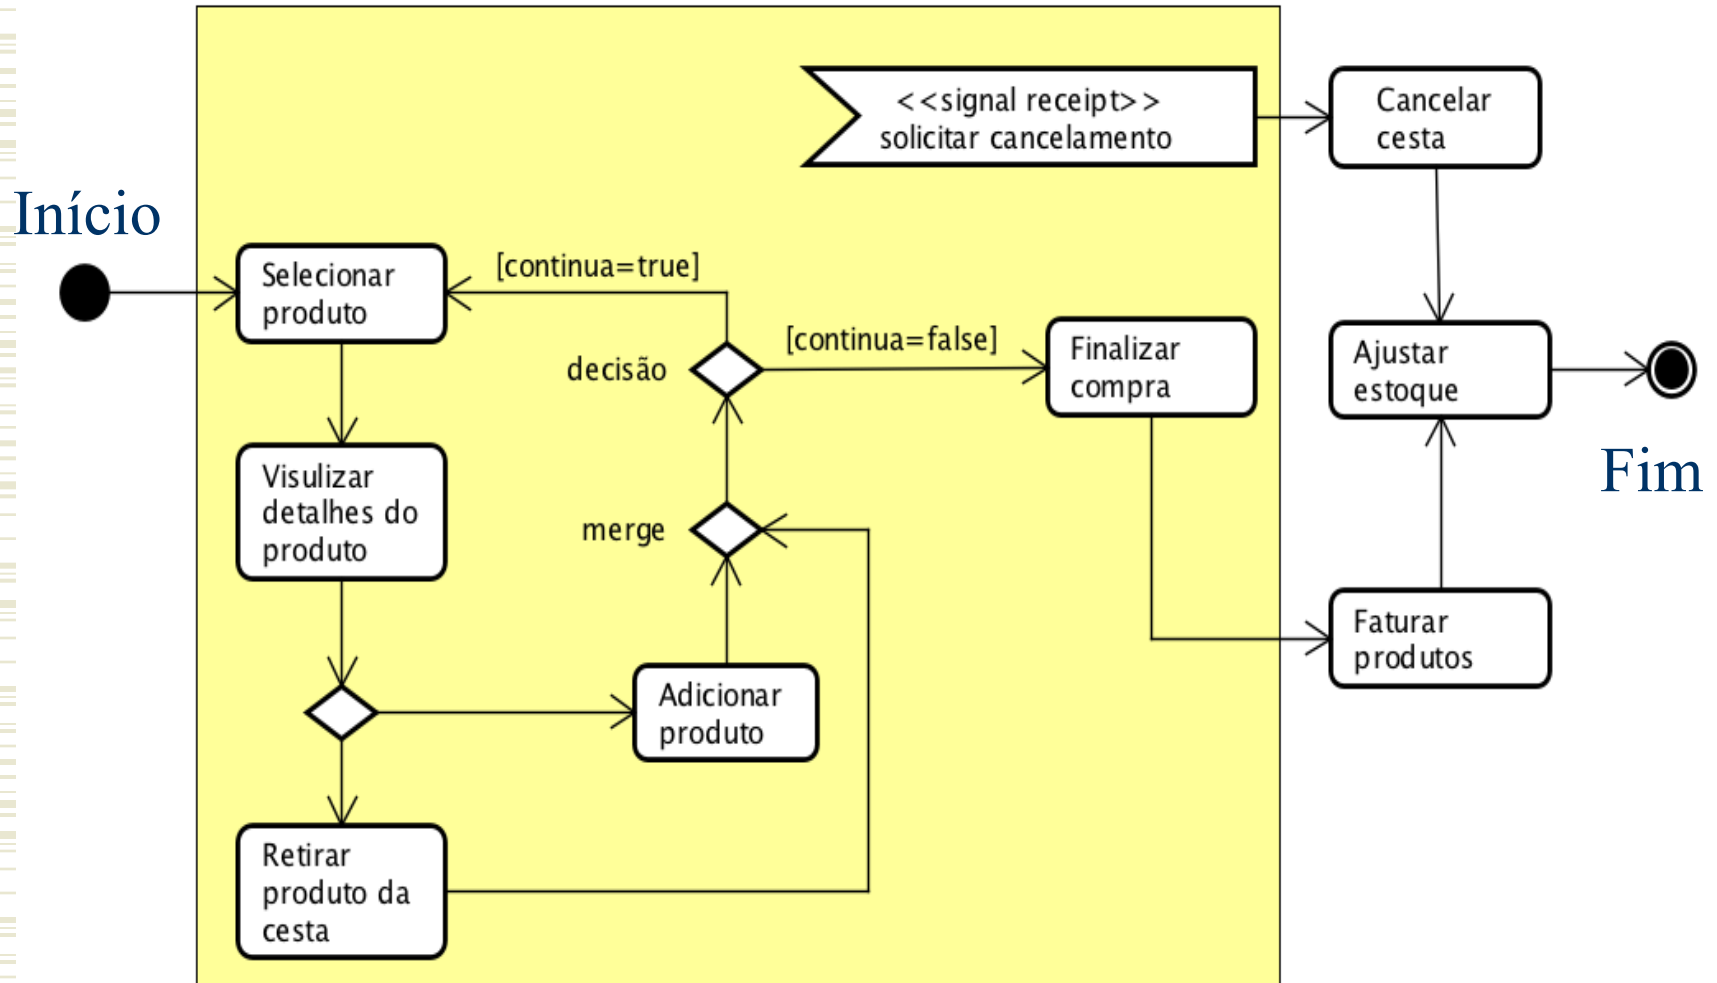 <<signal receipt>>
solicitar cancelamento
Cancelar
cesta
Início
Selecionar
produto
[continua=true]
decisão
[continua=false]
Finalizar
compra
Ajustar
estoque
Fim
Visulizar
detalhes do
produto
merge
Adicionar
produto
Faturar
produtos
Retirar
produto da
cesta